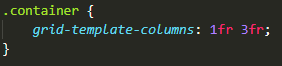 .container {
    grid-template-columns: 1fr 3fr;
}